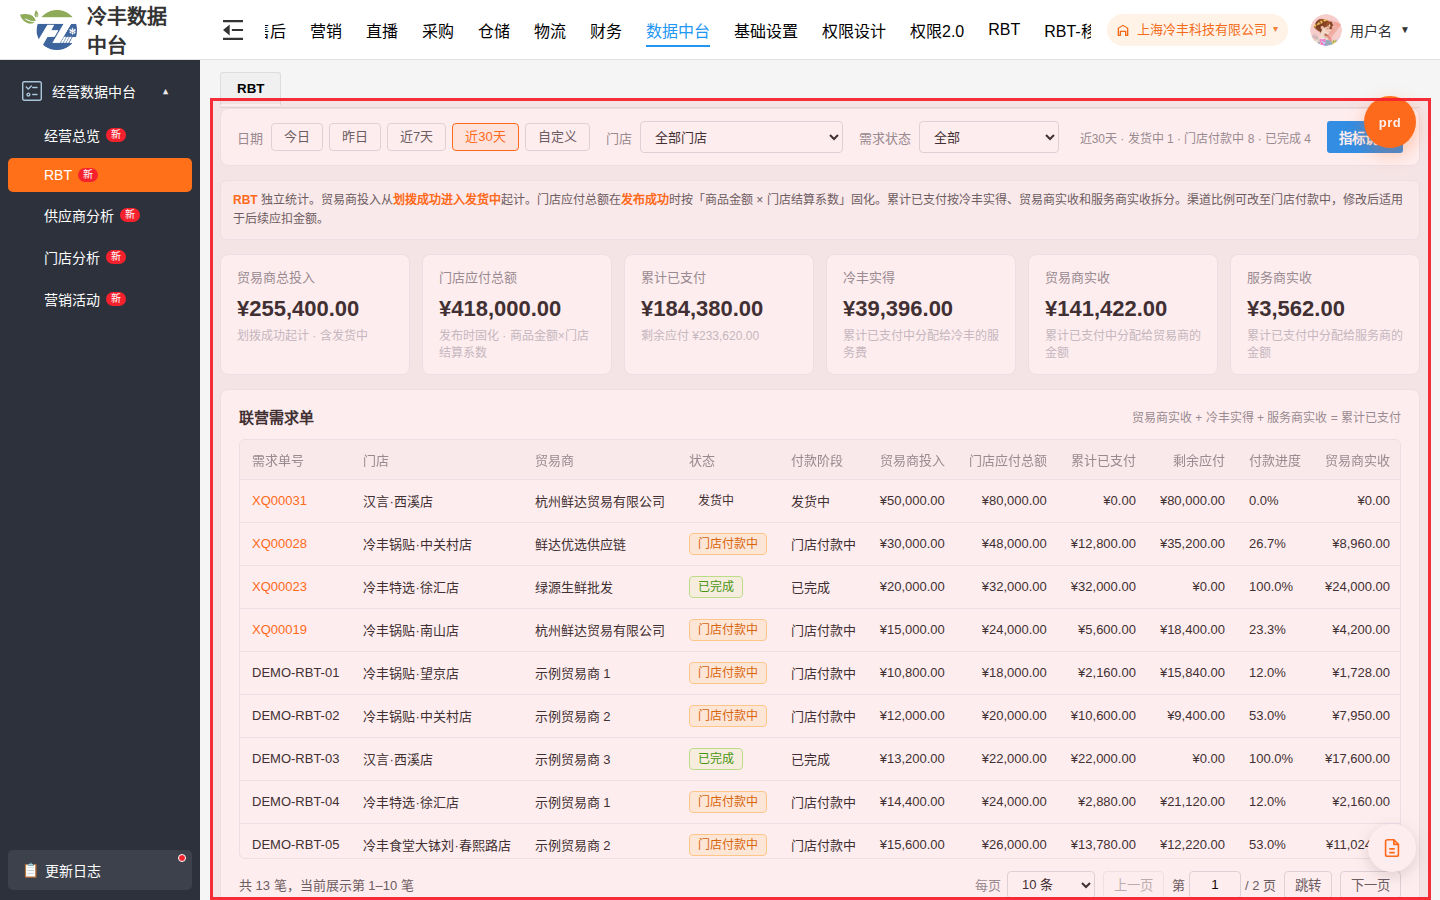 冷丰数据
中台
售后 营销 直播 采购 仓储 物流 财务 数据中台 基础设置 权限设计 权限2.0 RBT RBT-移
上海冷丰科技有限公司 ▾
用户名 ▼
经营数据中台 ▲
经营总览 新
RBT 新
供应商分析 新
门店分析 新
营销活动 新
更新日志
RBT
日期 今日 昨日 近7天 近30天 自定义 门店 全部门店 需求状态 全部 近30天 · 发货中 1 · 门店付款中 8 · 已完成 4 指标
prd
RBT 独立统计。贸易商投入从划拨成功进入发货中起计。门店应付总额在发布成功时按「商品金额 × 门店结算系数」固化。累计已支付按冷丰实得、贸易商实收和服务商实收拆分。渠道比例可改至门店付款中，修改后适用
于后续应扣金额。
贸易商总投入
¥255,400.00
划拨成功起计 · 含发货中
门店应付总额
¥418,000.00
发布时固化 · 商品金额×门店
结算系数
累计已支付
¥184,380.00
剩余应付 ¥233,620.00
冷丰实得
¥39,396.00
累计已支付中分配给冷丰的服
务费
贸易商实收
¥141,422.00
累计已支付中分配给贸易商的
金额
服务商实收
¥3,562.00
累计已支付中分配给服务商的
金额
联营需求单 贸易商实收 + 冷丰实得 + 服务商实收 = 累计已支付
需求单号 门店 贸易商 状态 付款阶段 贸易商投入 门店应付总额 累计已支付 剩余应付 付款进度 贸易商实收
XQ00031 汉言·西溪店 杭州鲜达贸易有限公司 发货中 发货中 ¥50,000.00 ¥80,000.00 ¥0.00 ¥80,000.00 0.0% ¥0.00
XQ00028 冷丰锅贴·中关村店 鲜达优选供应链 门店付款中 门店付款中 ¥30,000.00 ¥48,000.00 ¥12,800.00 ¥35,200.00 26.7% ¥8,960.00
XQ00023 冷丰特选·徐汇店 绿源生鲜批发 已完成 已完成 ¥20,000.00 ¥32,000.00 ¥32,000.00 ¥0.00 100.0% ¥24,000.00
XQ00019 冷丰锅贴·南山店 杭州鲜达贸易有限公司 门店付款中 门店付款中 ¥15,000.00 ¥24,000.00 ¥5,600.00 ¥18,400.00 23.3% ¥4,200.00
DEMO-RBT-01 冷丰锅贴·望京店 示例贸易商 1 门店付款中 门店付款中 ¥10,800.00 ¥18,000.00 ¥2,160.00 ¥15,840.00 12.0% ¥1,728.00
DEMO-RBT-02 冷丰锅贴·中关村店 示例贸易商 2 门店付款中 门店付款中 ¥12,000.00 ¥20,000.00 ¥10,600.00 ¥9,400.00 53.0% ¥7,950.00
DEMO-RBT-03 汉言·西溪店 示例贸易商 3 已完成 已完成 ¥13,200.00 ¥22,000.00 ¥22,000.00 ¥0.00 100.0% ¥17,600.00
DEMO-RBT-04 冷丰特选·徐汇店 示例贸易商 1 门店付款中 门店付款中 ¥14,400.00 ¥24,000.00 ¥2,880.00 ¥21,120.00 12.0% ¥2,160.00
DEMO-RBT-05 冷丰食堂大钵刘·春熙路店 示例贸易商 2 门店付款中 门店付款中 ¥15,600.00 ¥26,000.00 ¥13,780.00 ¥12,220.00 53.0% ¥11,024
共 13 笔，当前展示第 1–10 笔 每页 10 条 上一页 第 1 / 2 页 跳转 下一页